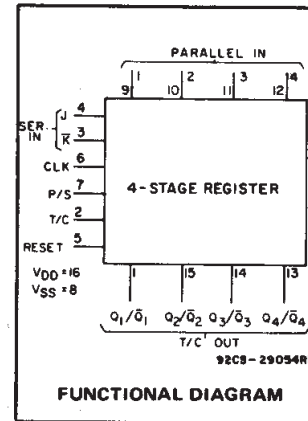 PARALLEL IN
1 2 3 14
9 10 11 12
SER. IN
J 4
K̅ 3
CLK 6
P/S 7
T/C 2
RESET 5
4-STAGE REGISTER
VDD = 16
VSS = 8
1 15 14 13
Q1/Q̅1 Q2/Q̅2 Q3/Q̅3 Q4/Q̅4
T/C OUT
92CS-29054R
FUNCTIONAL DIAGRAM